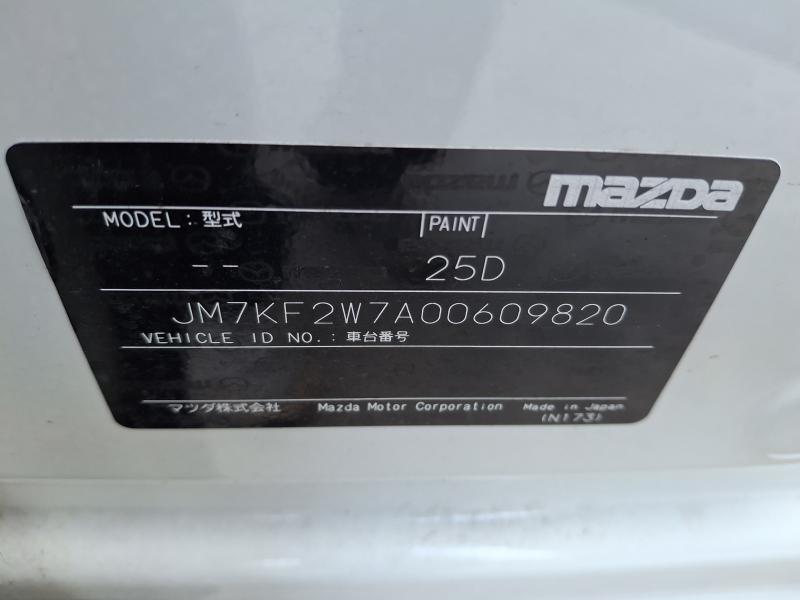 mazda
MODEL: 型式 PAINT
-- 25D
JM7KF2W7A00609820
VEHICLE ID NO.: 車台番号
マツダ株式会社 Mazda Motor Corporation Made in Japan
(N173)